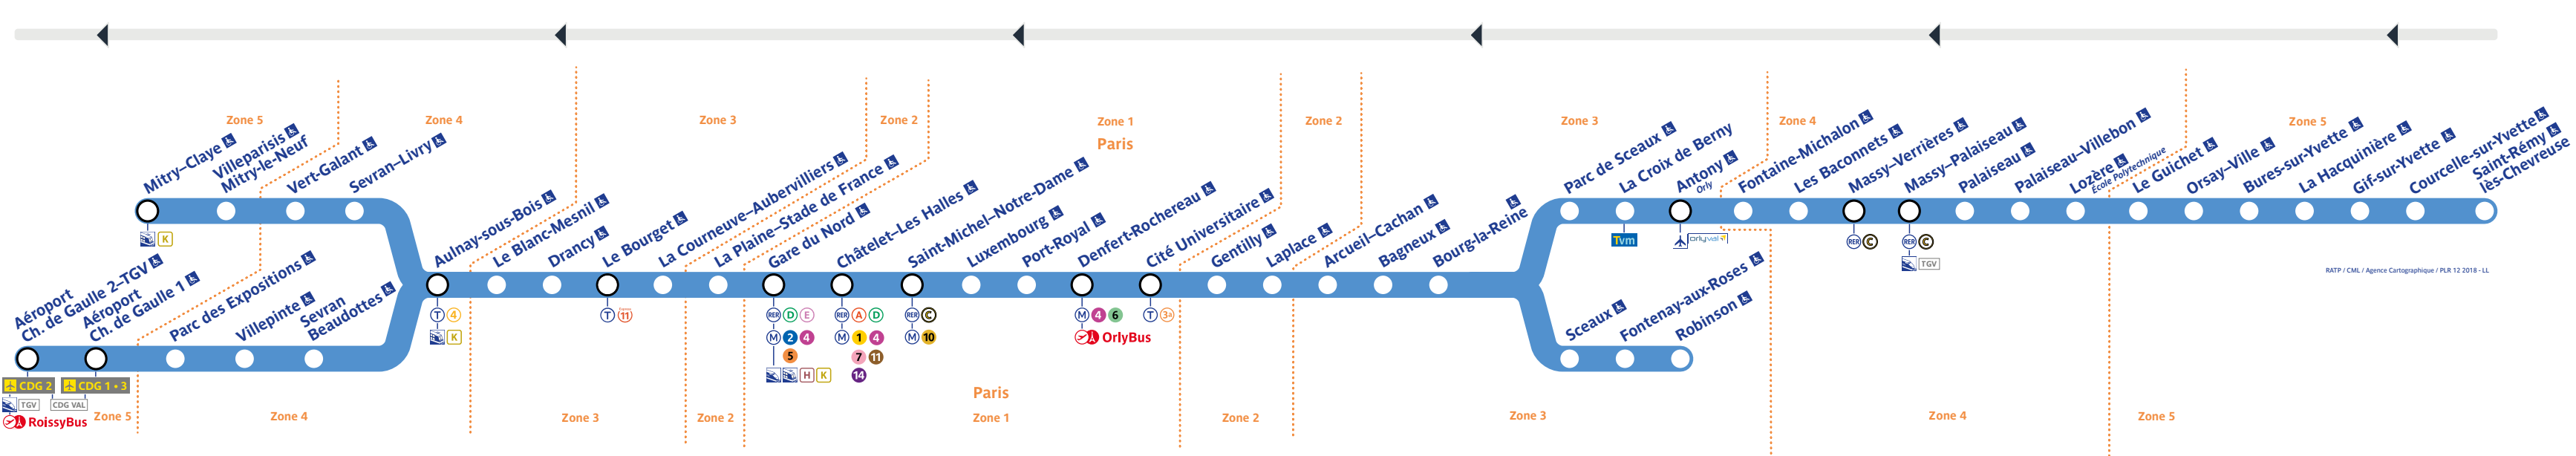 Zone 5
Zone 4
Zone 3
Zone 2
Zone 1
Paris
Zone 2
Zone 3
Zone 4
Zone 5
Mitry–Claye
Villeparisis
Mitry-le-Neuf
Vert-Galant
Sevran–Livry
K
Aéroport
Ch. de Gaulle 2–TGV
Aéroport
Ch. de Gaulle 1
Parc des Expositions
Villepinte
Sevran
Beaudottes
CDG 2
CDG 1 • 3
TGV
CDG VAL
RoissyBus
Aulnay-sous-Bois
T 4
K
Le Blanc-Mesnil
Drancy
Le Bourget
T 11
La Courneuve–Aubervilliers
La Plaine–Stade de France
Gare du Nord
RER D E
M 2 4
5
H K
Châtelet–Les Halles
RER A D
M 1 4
7 11
14
Saint-Michel–Notre-Dame
RER C
M 10
Luxembourg
Port-Royal
Denfert-Rochereau
M 4 6
OrlyBus
Cité Universitaire
T 3a
Gentilly
Laplace
Arcueil–Cachan
Bagneux
Bourg-la-Reine
Parc de Sceaux
La Croix de Berny
Tvm
Antony
Orly
orlyval
Fontaine-Michalon
Les Baconnets
Massy–Verrières
RER C
Massy–Palaiseau
RER C
TGV
Palaiseau
Palaiseau–Villebon
Lozère
École Polytechnique
Le Guichet
Orsay–Ville
Bures-sur-Yvette
La Hacquinière
Gif-sur-Yvette
Courcelle-sur-Yvette
Saint-Rémy
lès-Chevreuse
Sceaux
Fontenay-aux-Roses
Robinson
RATP / CML / Agence Cartographique / PLR 12 2018 - LL
Zone 5
Zone 4
Zone 3
Zone 2
Paris
Zone 1
Zone 2
Zone 3
Zone 4
Zone 5